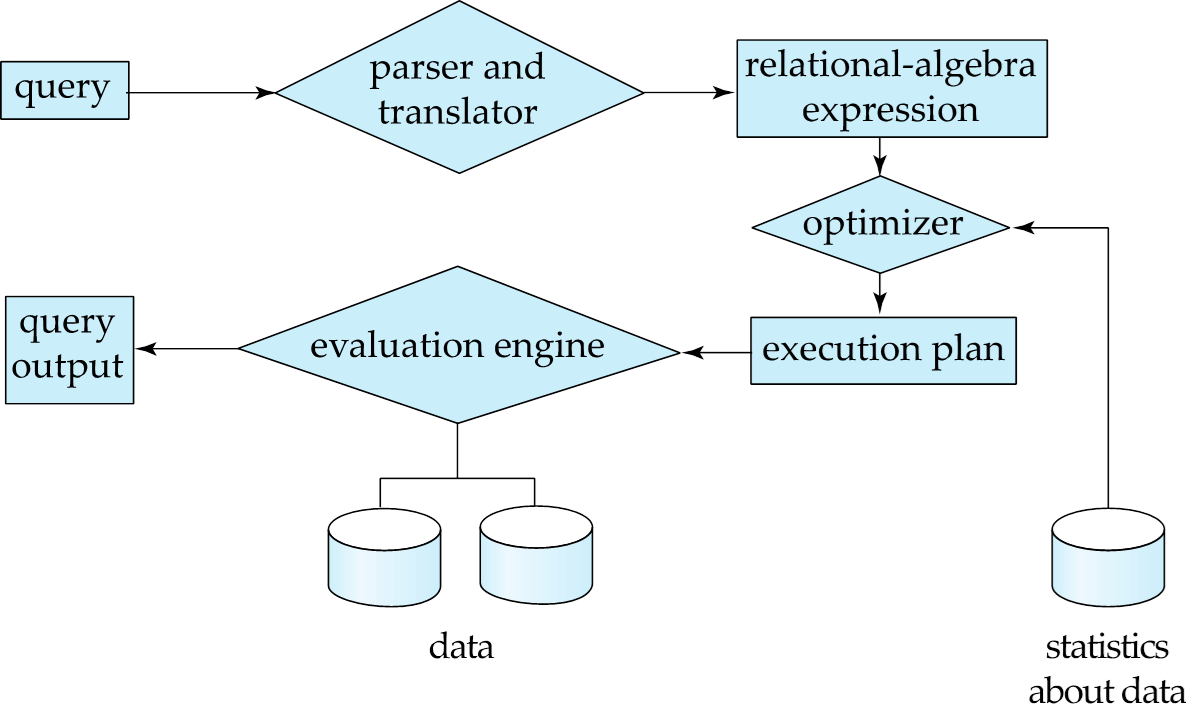 query
parser and
translator
relational-algebra
expression
optimizer
query
output
evaluation engine
execution plan
data
statistics
about data